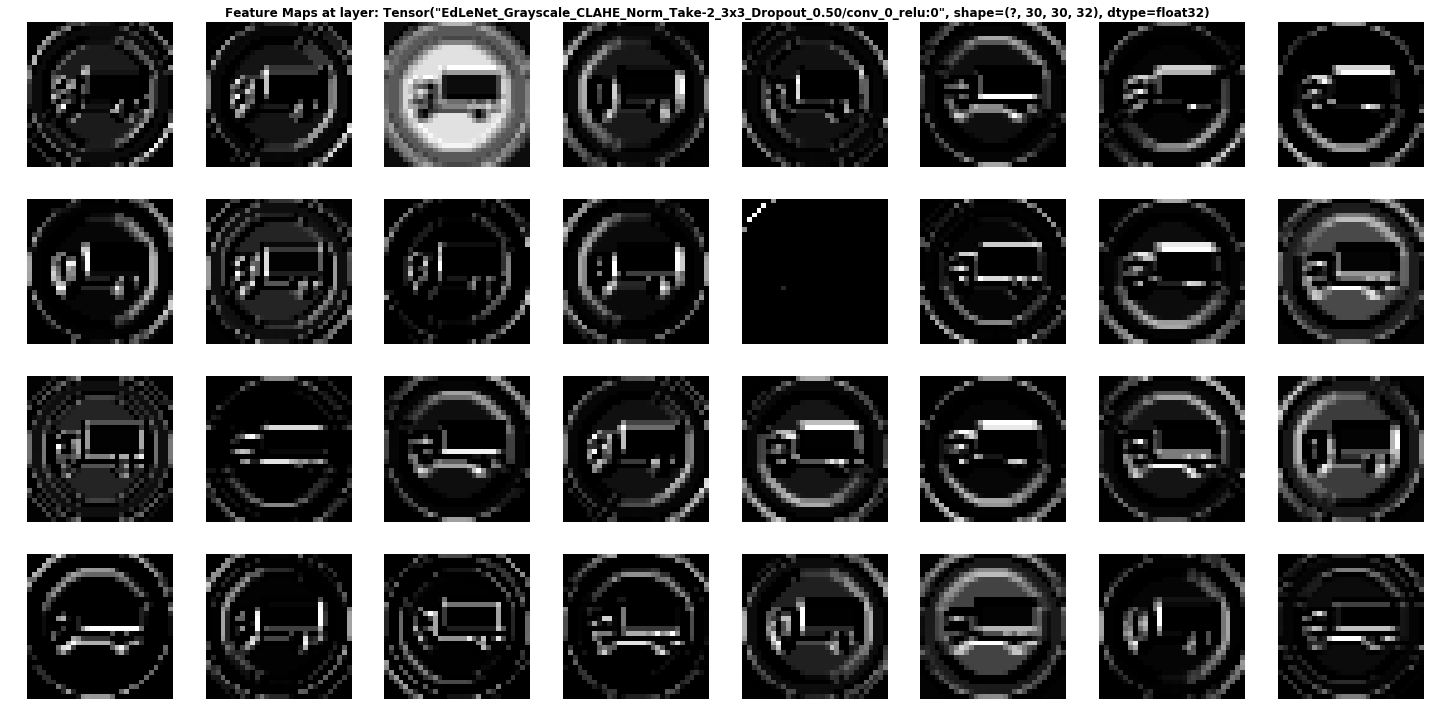 Feature Maps at layer: Tensor("EdLeNet_Grayscale_CLAHE_Norm_Take-2_3x3_Dropout_0.50/conv_0_relu:0", shape=(?, 30, 30, 32), dtype=float32)